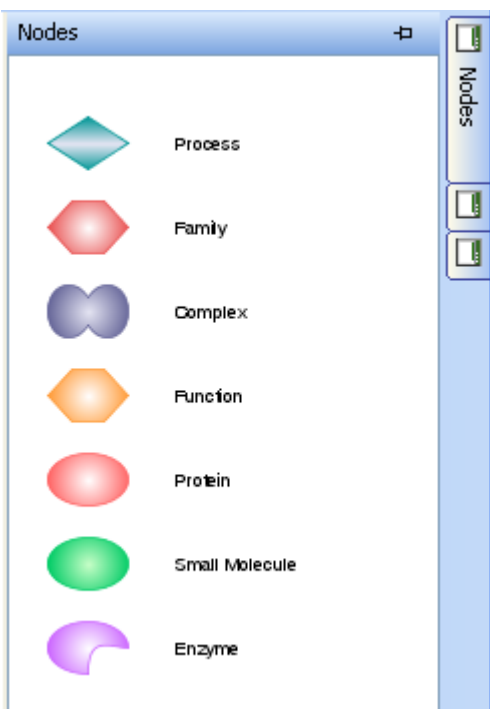 Nodes
Nodes
Process
Family
Complex
Function
Protein
Small Molecule
Enzyme